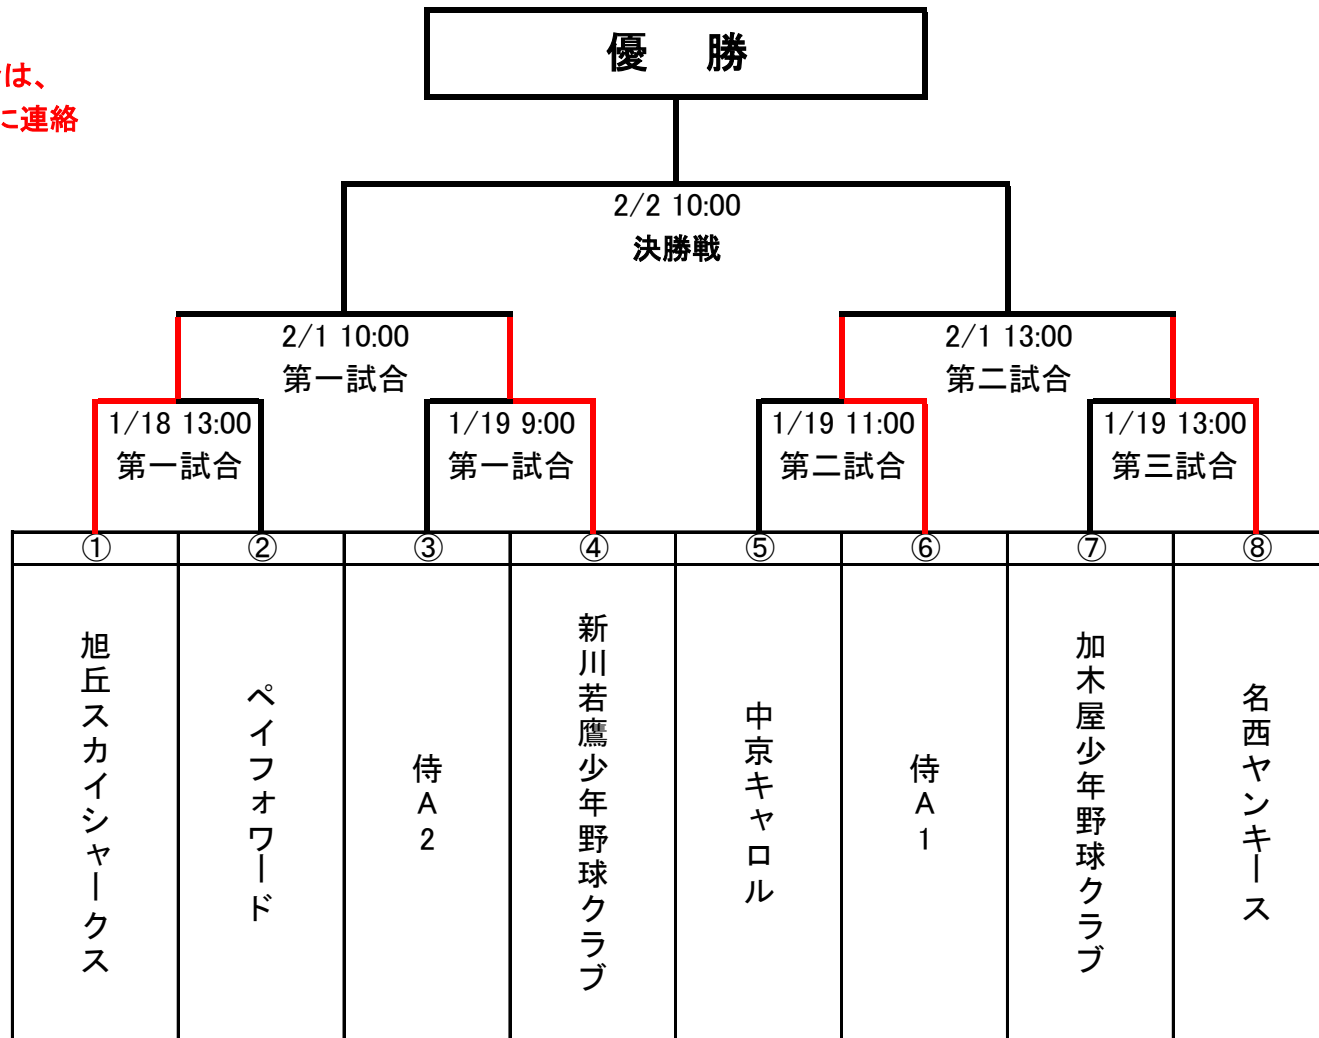 優 勝
は、
に連絡
2/2 10:00
決勝戦
2/1 10:00
第一試合
2/1 13:00
第二試合
1/18 13:00
第一試合
1/19 9:00
第一試合
1/19 11:00
第二試合
1/19 13:00
第三試合
①
②
③
④
⑤
⑥
⑦
⑧
旭丘スカイシャークス
ペイフォワード
侍A2
新川若鷹少年野球クラブ
中京キャロル
侍A1
加木屋少年野球クラブ
名西ヤンキース